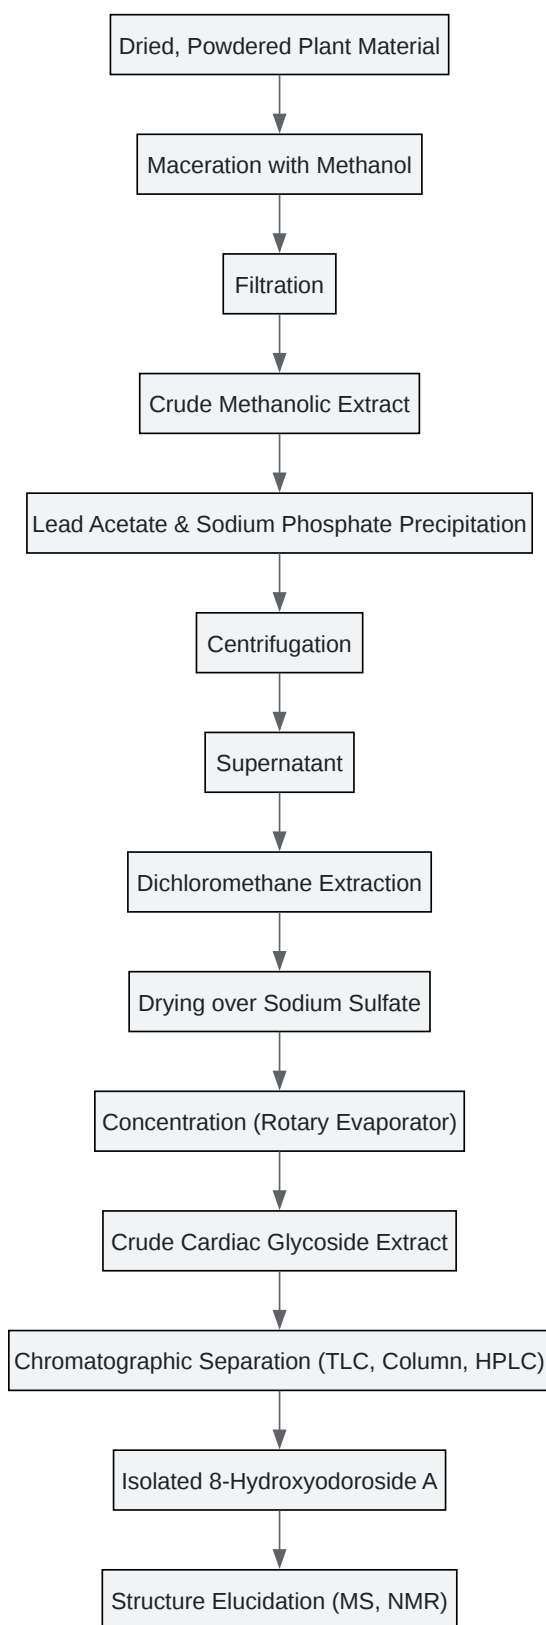 Dried, Powdered Plant Material
Maceration with Methanol
Filtration
Crude Methanolic Extract
Lead Acetate & Sodium Phosphate Precipitation
Centrifugation
Supernatant
Dichloromethane Extraction
Drying over Sodium Sulfate
Concentration (Rotary Evaporator)
Crude Cardiac Glycoside Extract
Chromatographic Separation (TLC, Column, HPLC)
Isolated 8-Hydroxyodoroside A
Structure Elucidation (MS, NMR)